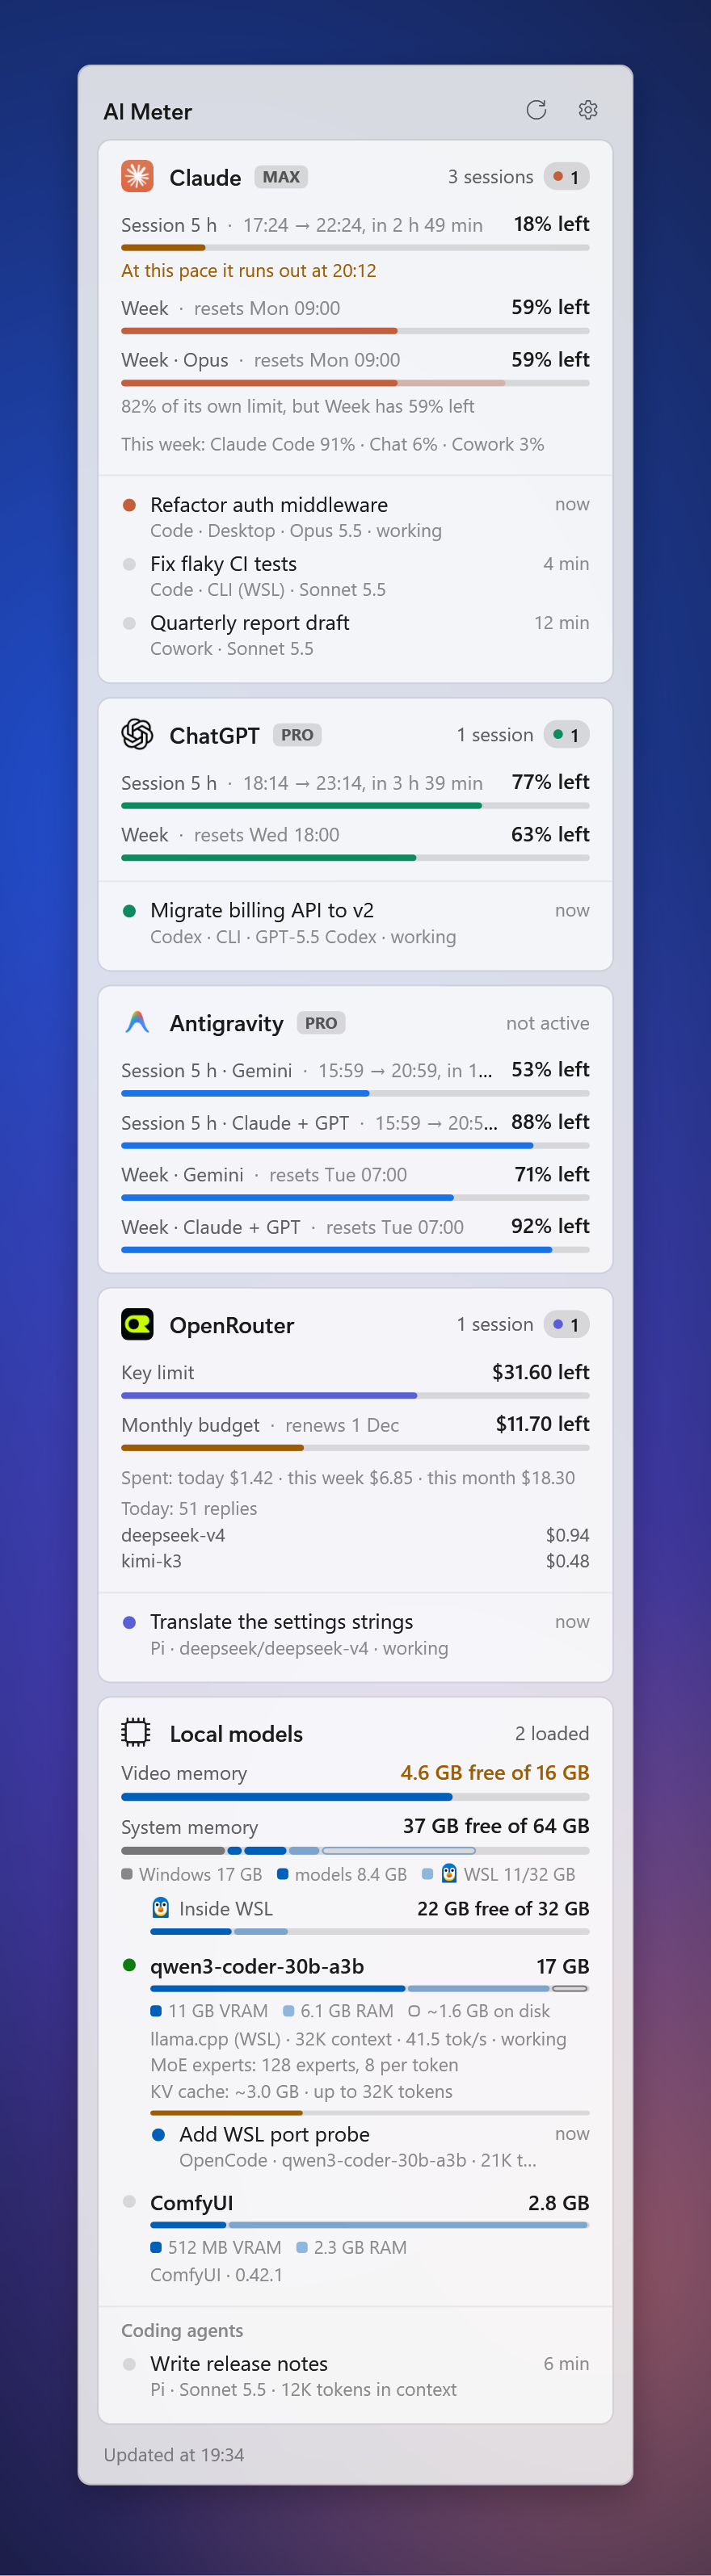 AI Meter
Claude MAX 3 sessions 1
Session 5 h · 17:24 → 22:24, in 2 h 49 min 18% left
At this pace it runs out at 20:12
Week · resets Mon 09:00 59% left
Week · Opus · resets Mon 09:00 59% left
82% of its own limit, but Week has 59% left
This week: Claude Code 91% · Chat 6% · Cowork 3%
Refactor auth middleware now
Code · Desktop · Opus 5.5 · working
Fix flaky CI tests 4 min
Code · CLI (WSL) · Sonnet 5.5
Quarterly report draft 12 min
Cowork · Sonnet 5.5
ChatGPT PRO 1 session 1
Session 5 h · 18:14 → 23:14, in 3 h 39 min 77% left
Week · resets Wed 18:00 63% left
Migrate billing API to v2 now
Codex · CLI · GPT-5.5 Codex · working
Antigravity PRO not active
Session 5 h · Gemini · 15:59 → 20:59, in 1... 53% left
Session 5 h · Claude + GPT · 15:59 → 20:5... 88% left
Week · Gemini · resets Tue 07:00 71% left
Week · Claude + GPT · resets Tue 07:00 92% left
OpenRouter 1 session 1
Key limit $31.60 left
Monthly budget · renews 1 Dec $11.70 left
Spent: today $1.42 · this week $6.85 · this month $18.30
Today: 51 replies
deepseek-v4 $0.94
kimi-k3 $0.48
Translate the settings strings now
Pi · deepseek/deepseek-v4 · working
Local models 2 loaded
Video memory 4.6 GB free of 16 GB
System memory 37 GB free of 64 GB
Windows 17 GB models 8.4 GB WSL 11/32 GB
Inside WSL 22 GB free of 32 GB
qwen3-coder-30b-a3b 17 GB
11 GB VRAM 6.1 GB RAM ~1.6 GB on disk
llama.cpp (WSL) · 32K context · 41.5 tok/s · working
MoE experts: 128 experts, 8 per token
KV cache: ~3.0 GB · up to 32K tokens
Add WSL port probe now
OpenCode · qwen3-coder-30b-a3b · 21K t...
ComfyUI 2.8 GB
512 MB VRAM 2.3 GB RAM
ComfyUI · 0.42.1
Coding agents
Write release notes 6 min
Pi · Sonnet 5.5 · 12K tokens in context
Updated at 19:34